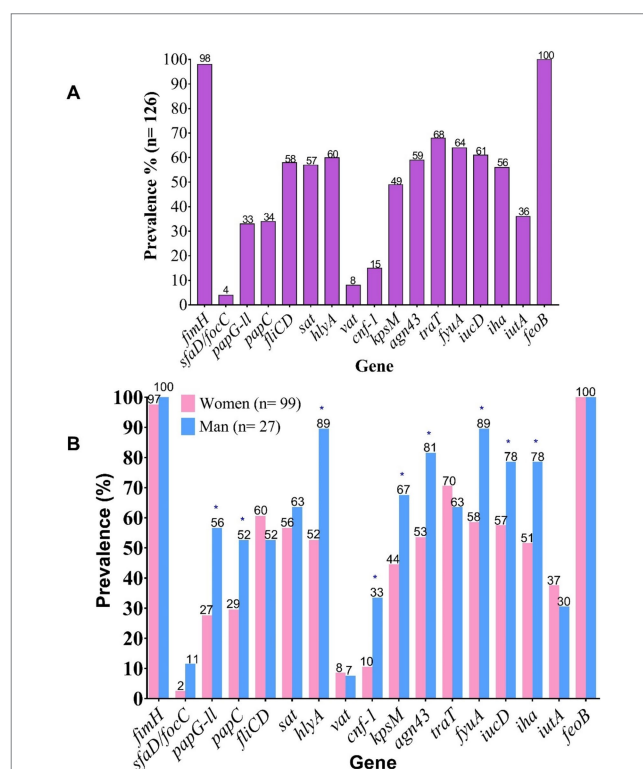 A
Prevalence % (n= 126)
100
90
80
70
60
50
40
30
20
10
0
98
4
33
34
58
57
60
8
15
49
59
68
64
61
56
36
100
fimH
sfaD/focC
papG-ll
papC
fliCD
sat
hlyA
vat
cnf-1
kpsM
agn43
traT
fyuA
iucD
iha
iutA
feoB
Gene
B
Women (n= 99)
Man (n= 27)
Prevalence (%)
100
90
80
70
60
50
40
30
20
10
0
97
100
2
11
27
56
*
29
52
*
60
52
56
63
52
89
*
8
7
10
33
*
44
67
*
53
81
*
70
63
58
89
*
57
78
*
51
78
*
37
30
100
fimH
sfaD/focC
papG-ll
papC
fliCD
sat
hlyA
vat
cnf-1
kpsM
agn43
traT
fyuA
iucD
iha
iutA
feoB
Gene